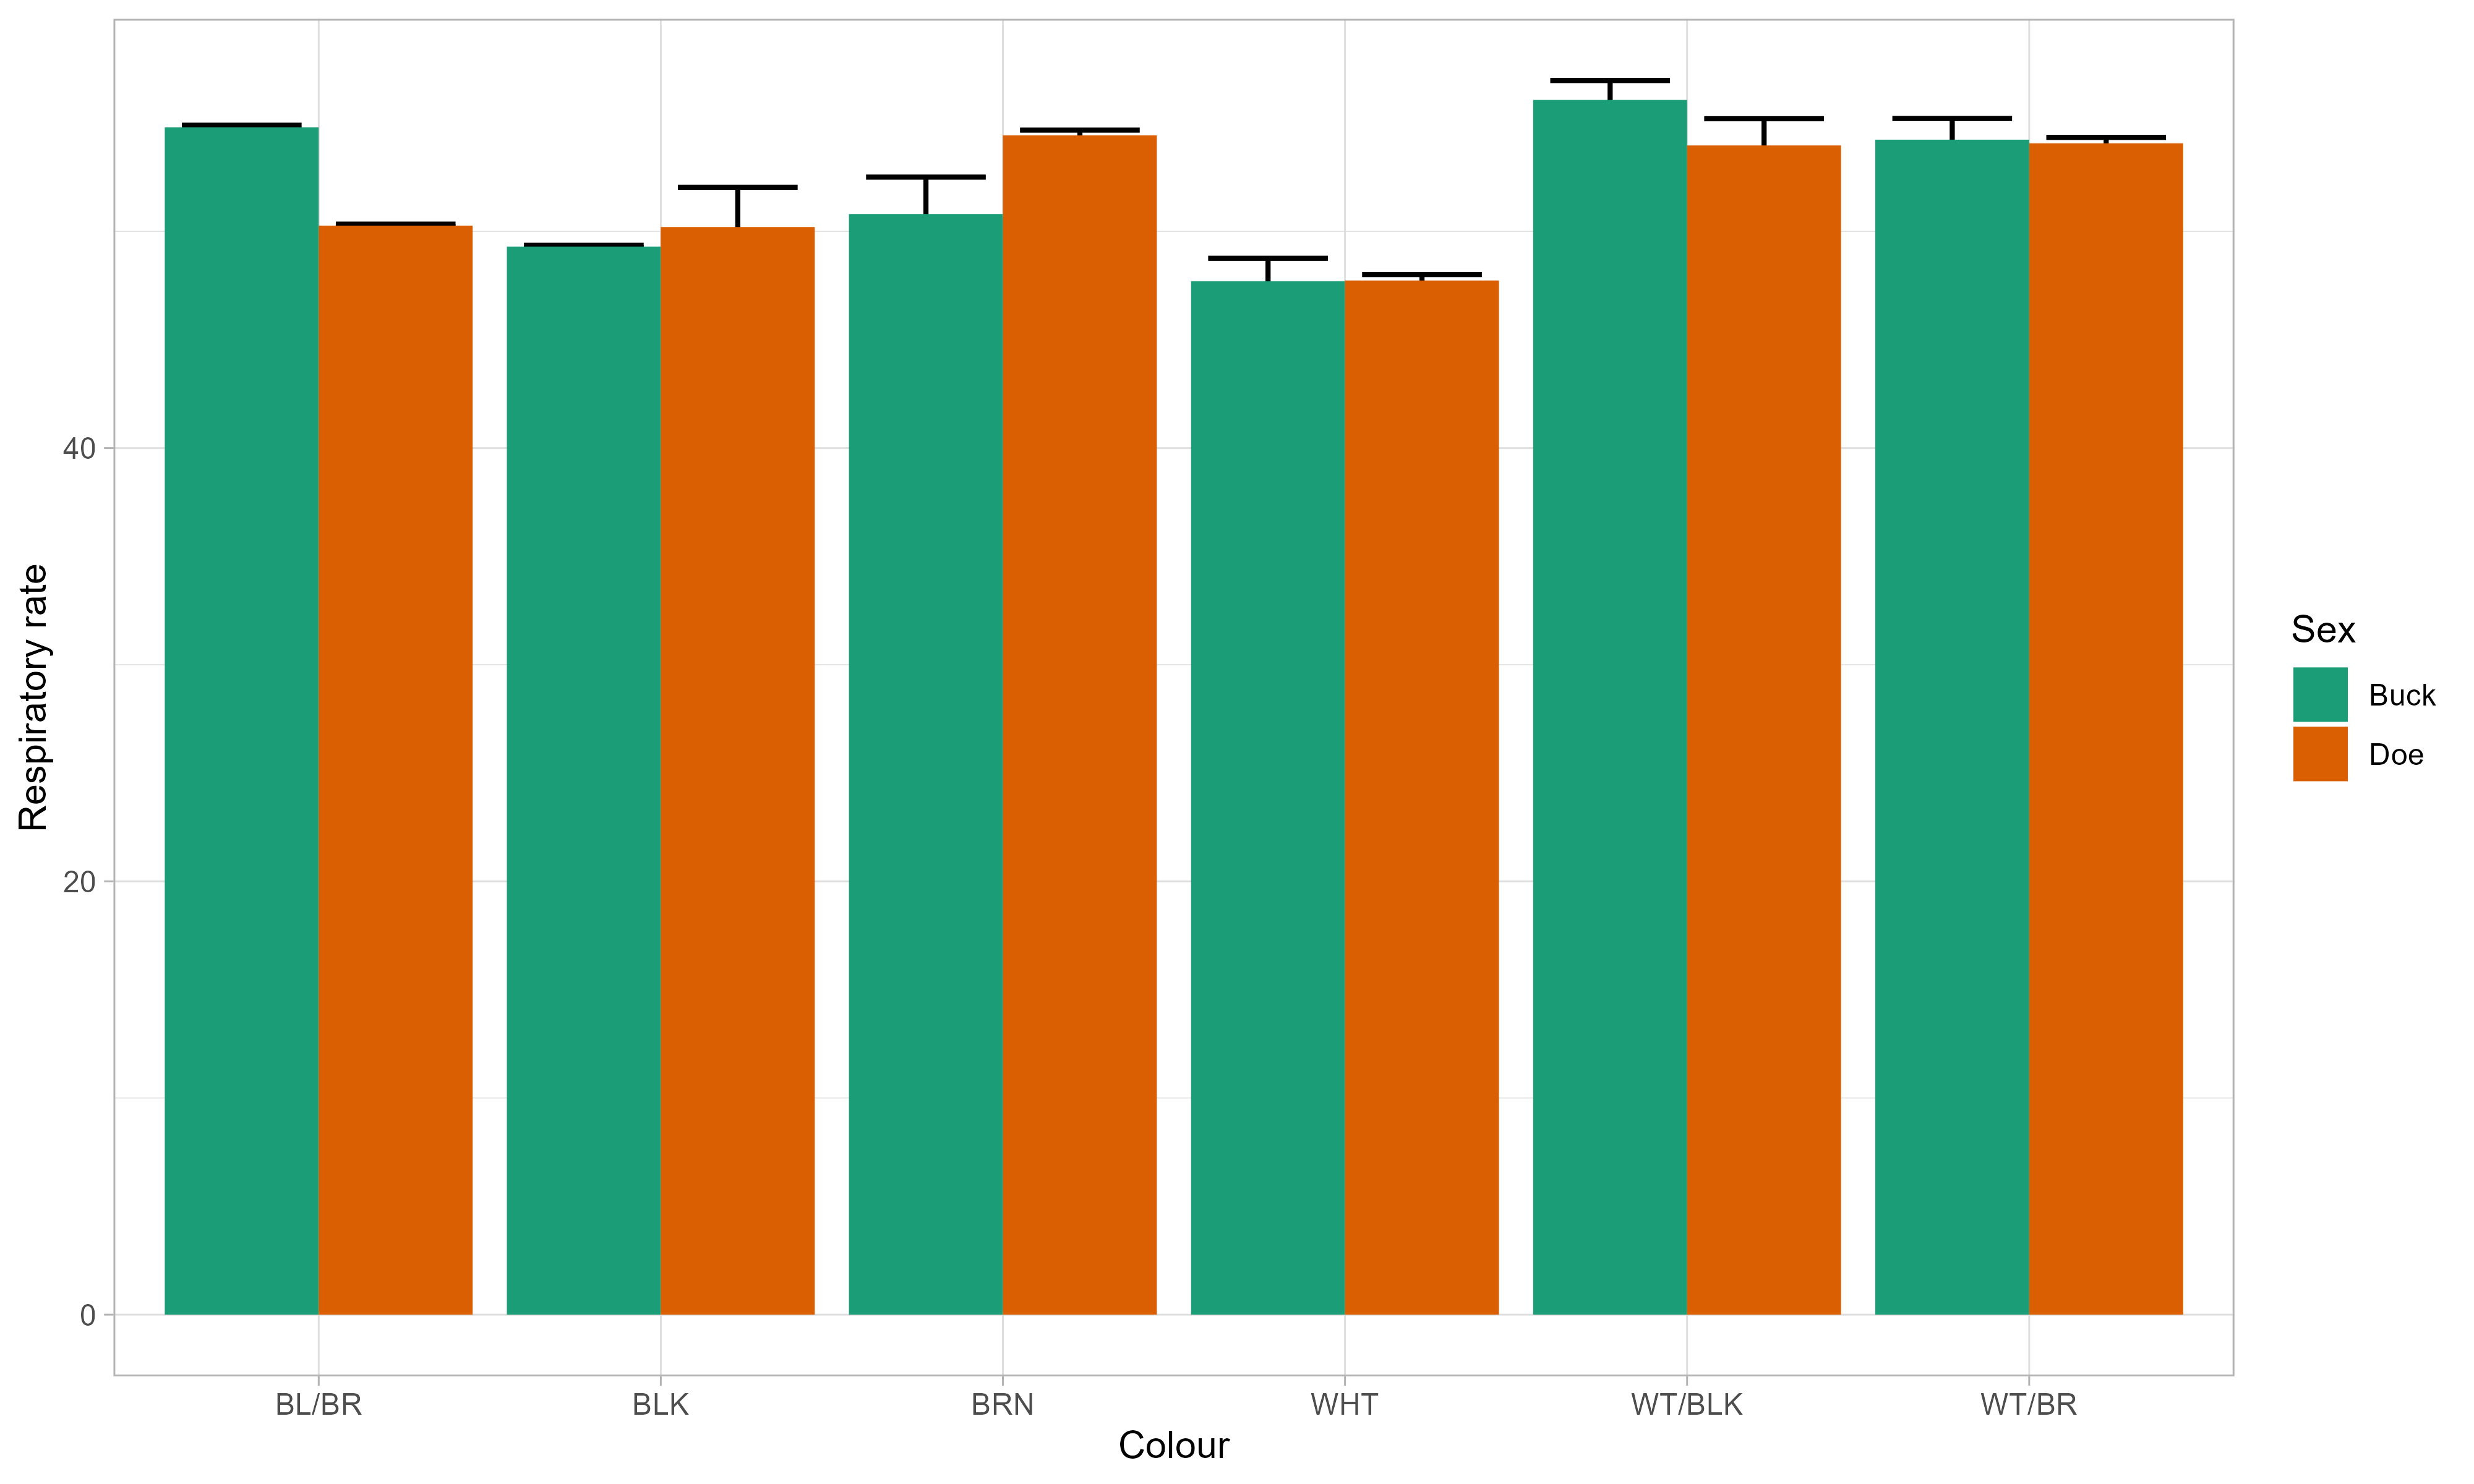 Respiratory rate
40
20
0
BL/BR BLK BRN WHT WT/BLK WT/BR
Colour
Sex
Buck
Doe